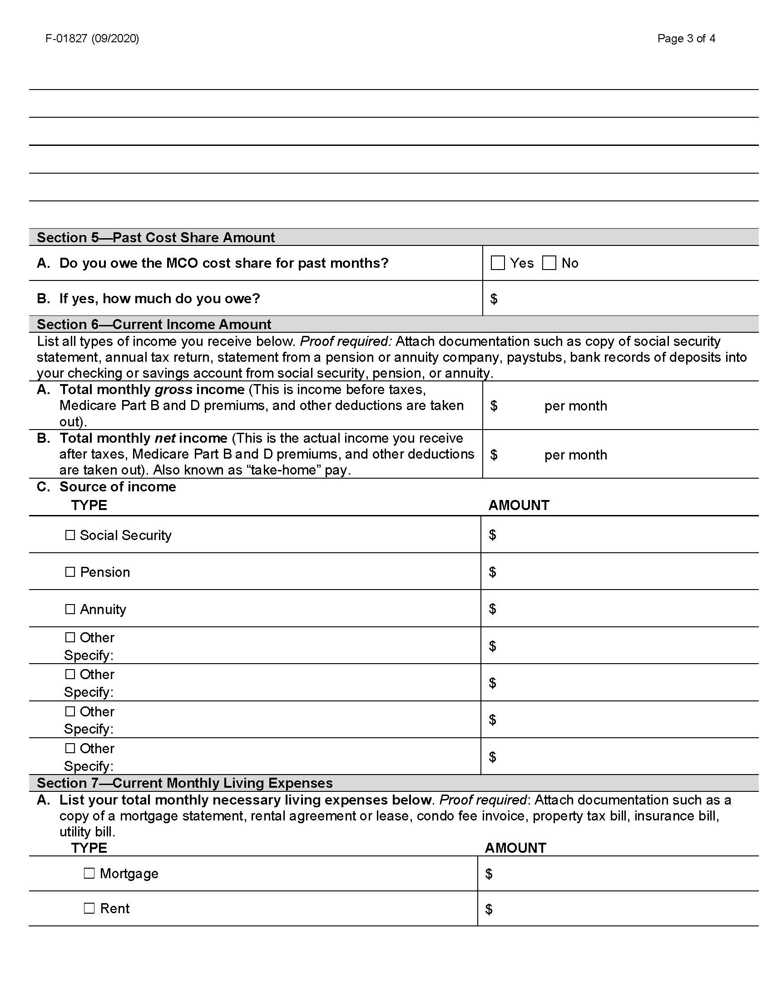 F-01827 (09/2020) Page 3 of 4
Section 5—Past Cost Share Amount
A. Do you owe the MCO cost share for past months? ☐ Yes ☐ No
B. If yes, how much do you owe? $
Section 6—Current Income Amount
List all types of income you receive below. Proof required: Attach documentation such as copy of social security
statement, annual tax return, statement from a pension or annuity company, paystubs, bank records of deposits into
your checking or savings account from social security, pension, or annuity.
A. Total monthly gross income (This is income before taxes,
Medicare Part B and D premiums, and other deductions are taken
out).
$ per month
B. Total monthly net income (This is the actual income you receive
after taxes, Medicare Part B and D premiums, and other deductions
are taken out). Also known as “take-home” pay.
$ per month
C. Source of income
TYPE AMOUNT
☐ Social Security $
☐ Pension $
☐ Annuity $
☐ Other
Specify:
$
☐ Other
Specify:
$
☐ Other
Specify:
$
☐ Other
Specify:
$
Section 7—Current Monthly Living Expenses
A. List your total monthly necessary living expenses below. Proof required: Attach documentation such as a
copy of a mortgage statement, rental agreement or lease, condo fee invoice, property tax bill, insurance bill,
utility bill.
TYPE AMOUNT
☐ Mortgage $
☐ Rent $